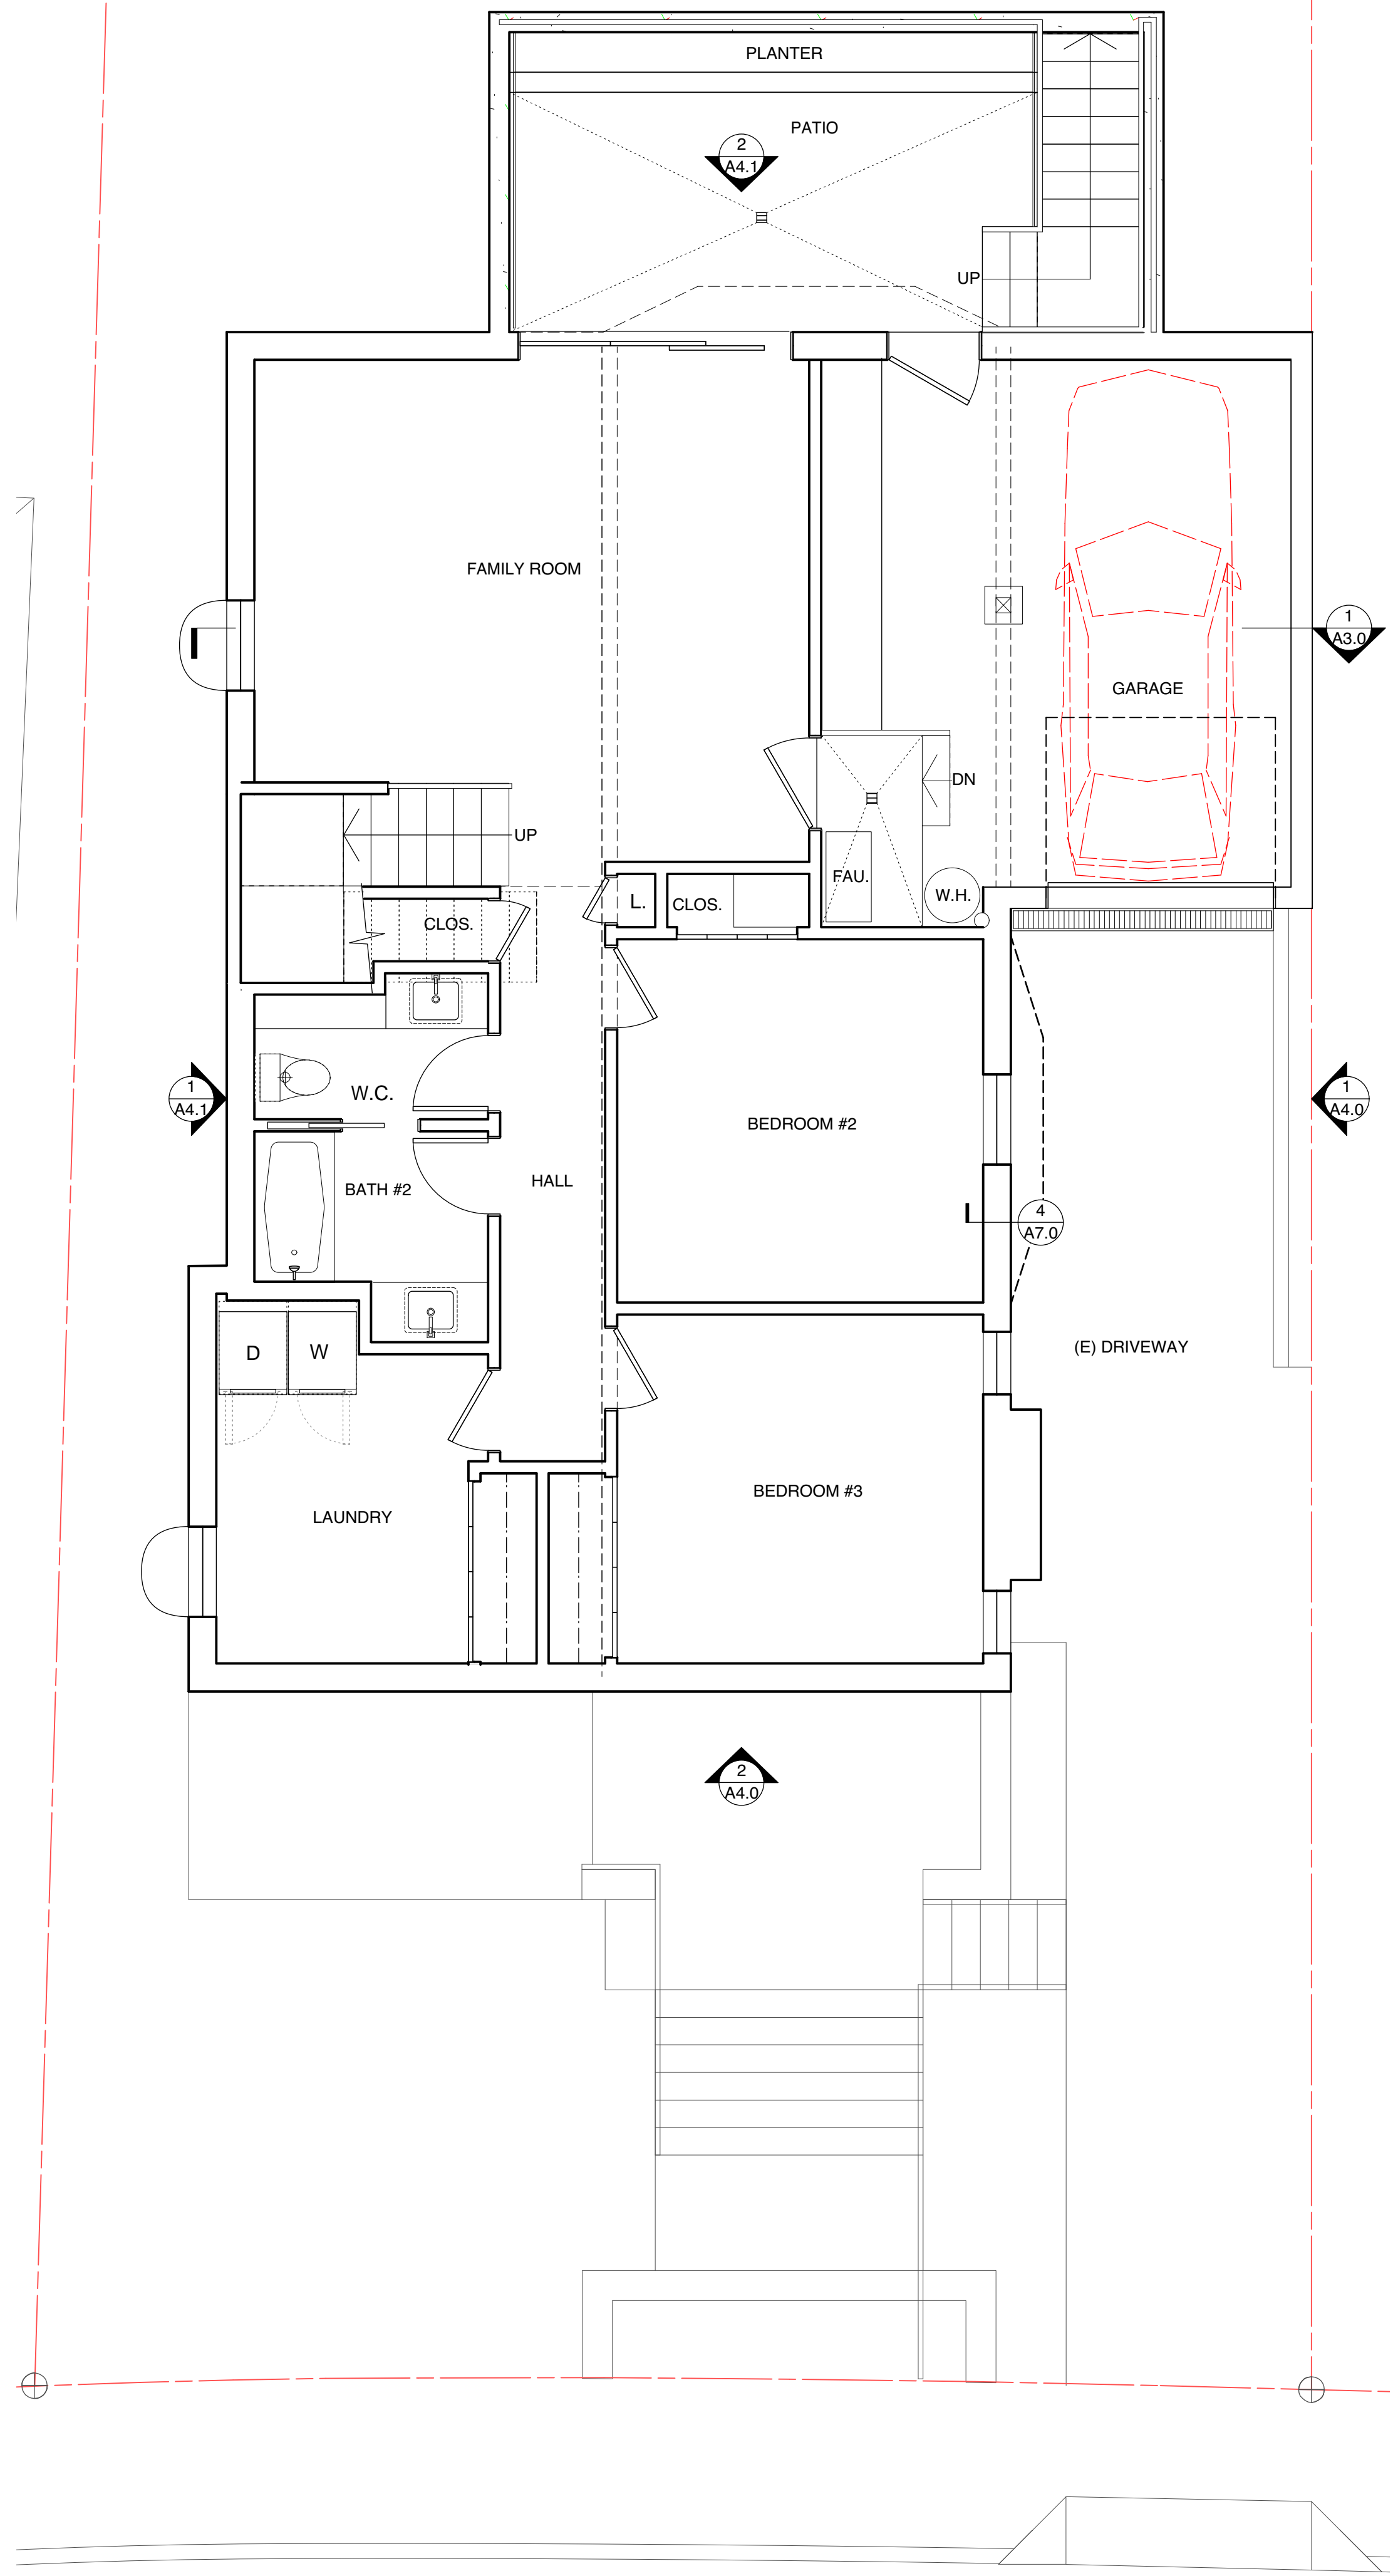 PLANTER
PATIO
2
A4.1
UP
FAMILY ROOM
1
A3.0
GARAGE
DN
UP
FAU.
W.H.
L.
CLOS.
CLOS.
W.C.
1
A4.1
1
A4.0
BEDROOM #2
HALL
BATH #2
4
A7.0
D
W
(E) DRIVEWAY
BEDROOM #3
LAUNDRY
2
A4.0